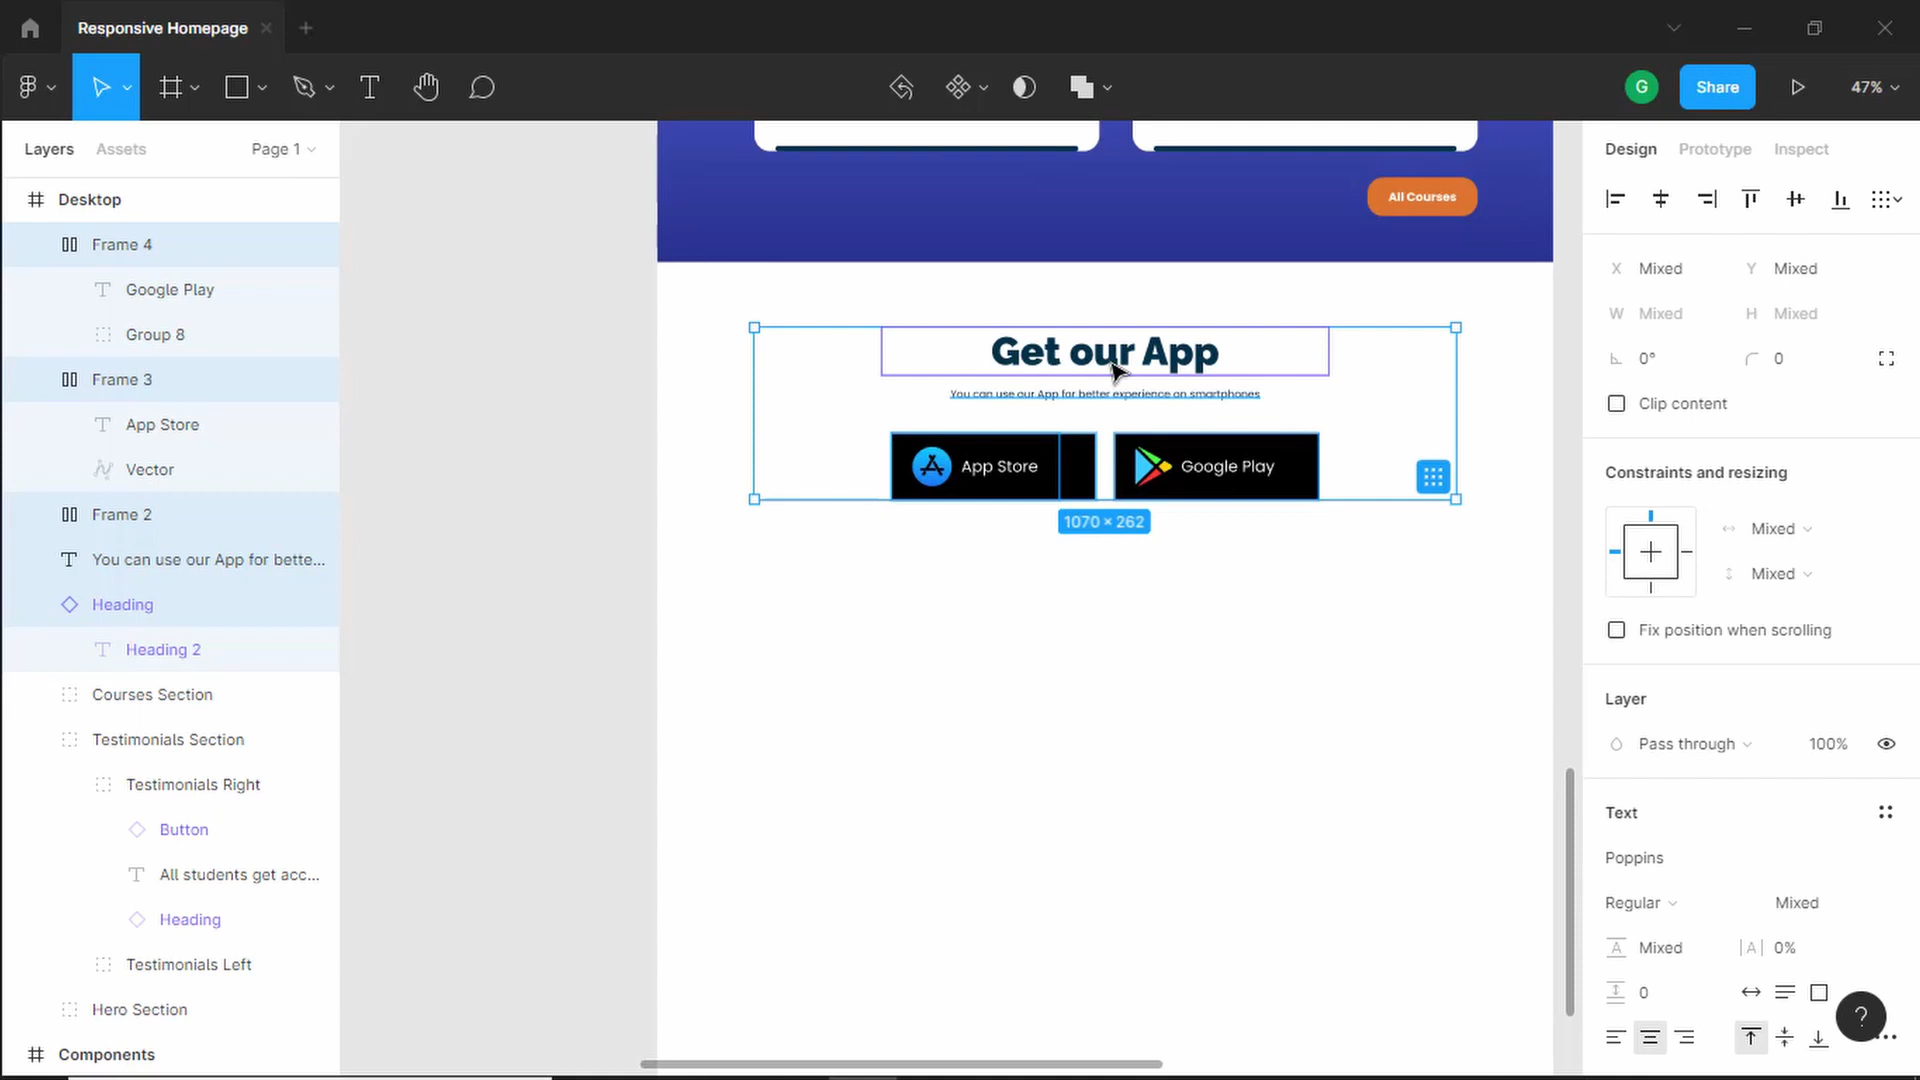 Responsive Homepage
G
Share
47%
Layers
Assets
Page 1
Desktop
Frame 4
Google Play
Group 8
Frame 3
App Store
Vector
Frame 2
You can use our App for bette...
Heading
Heading 2
Courses Section
Testimonials Section
Testimonials Right
Button
All students get acc...
Heading
Testimonials Left
Hero Section
Components
All Courses
Get our App
You can use our App for better experience on smartphones
App Store
Google Play
1070 × 262
Design
Prototype
Inspect
X Mixed
Y Mixed
W Mixed
H Mixed
0°
0
Clip content
Constraints and resizing
Mixed
Mixed
Fix position when scrolling
Layer
Pass through
100%
Text
Poppins
Regular
Mixed
A Mixed
|A| 0%
0
?